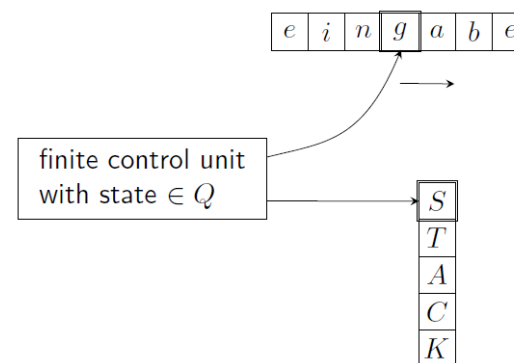 e i n g a b e
finite control unit
with state ∈ Q
S
T
A
C
K